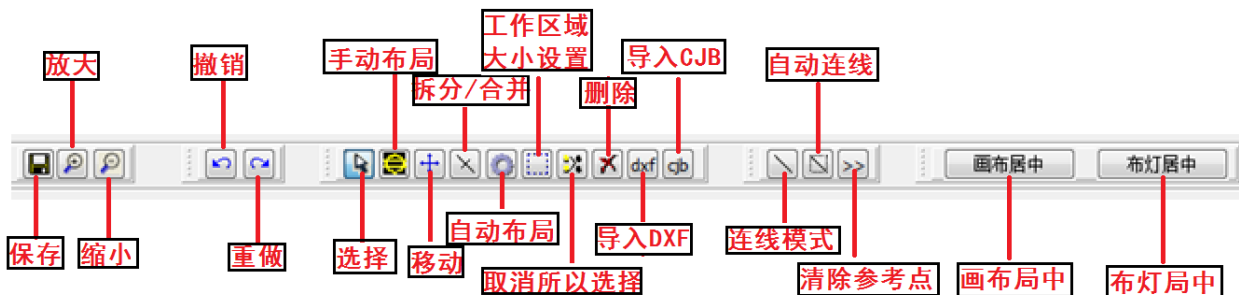 工作区域
大小设置
导入CJB
放大
撤销
手动布局
自动连线
拆分/合并
删除
dxf
cjb
>>
画布居中
布灯居中
自动布局
导入DXF
连线模式
保存
缩小
重做
选择
移动
取消所以选择
清除参考点
画布局中
布灯局中